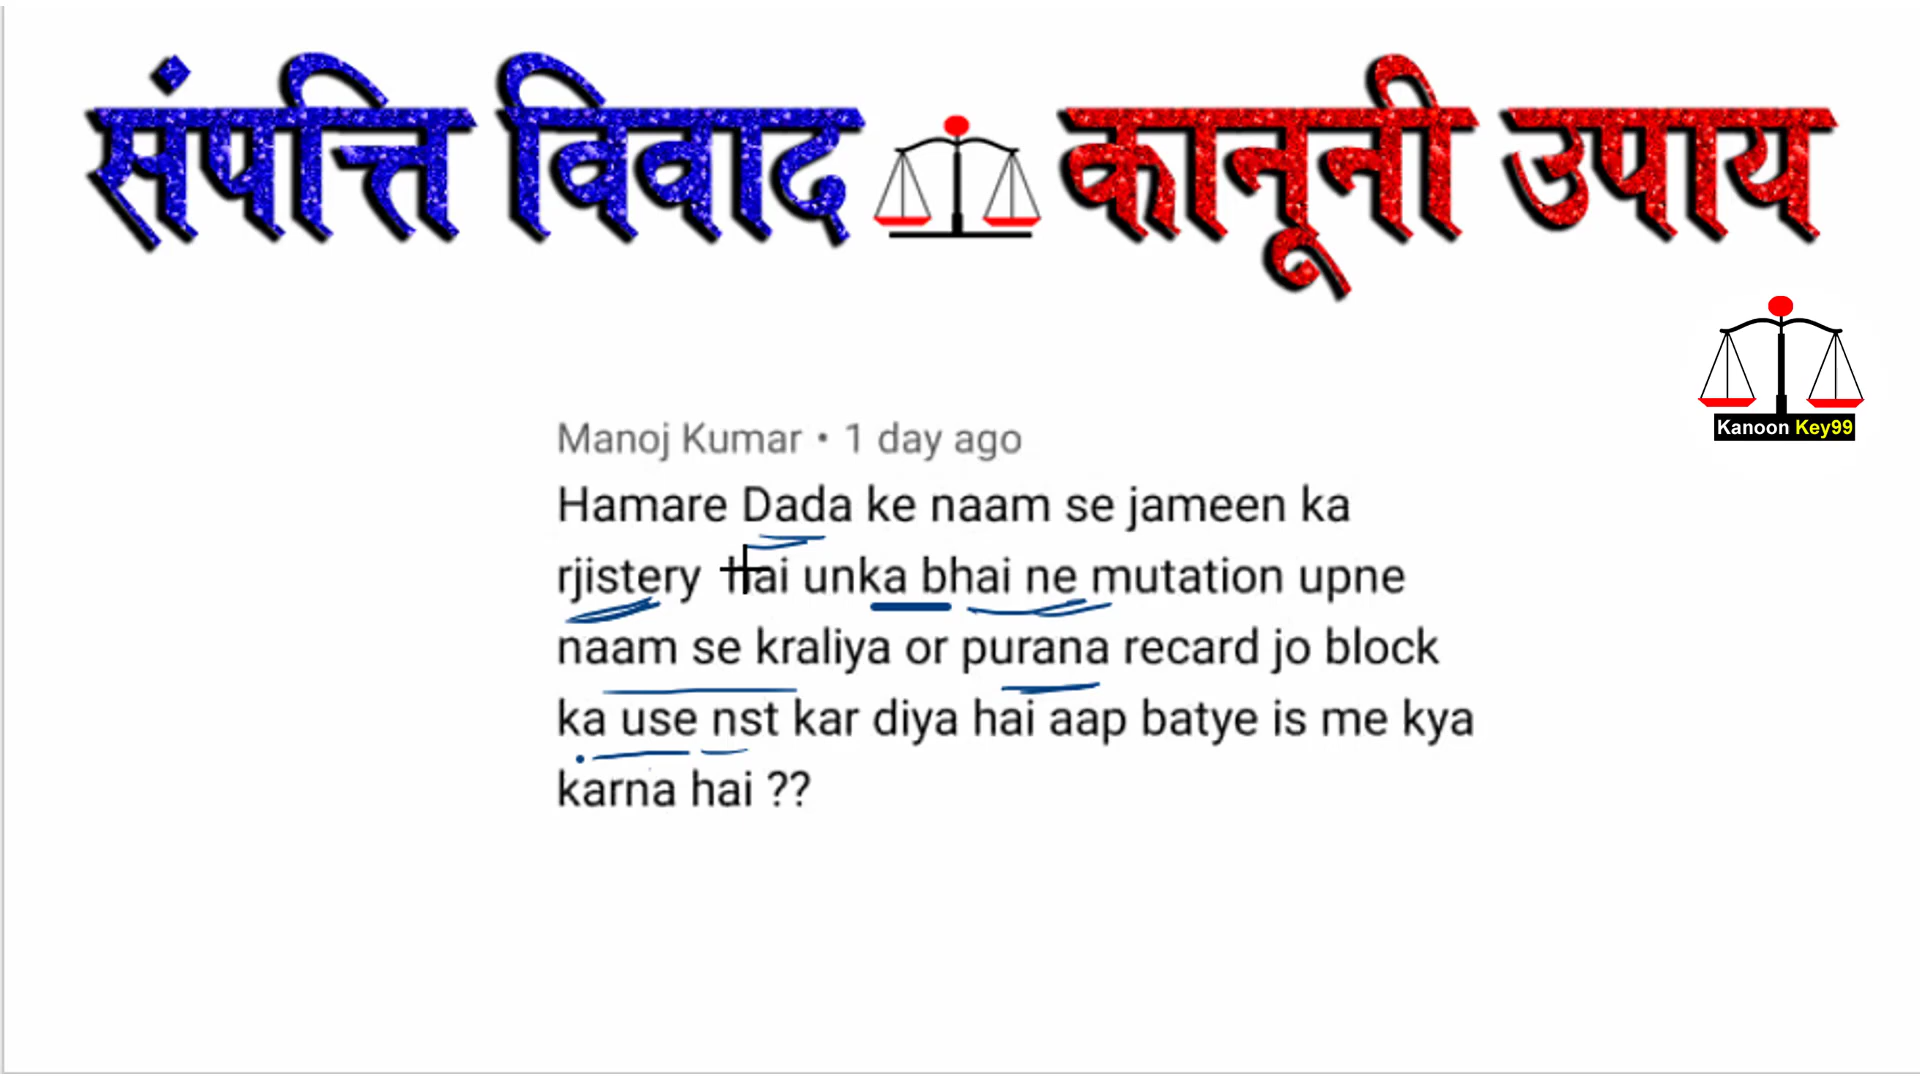 संपत्ति विवाद कानूनी उपाय
Kanoon Key99
Manoj Kumar • 1 day ago
Hamare Dada ke naam se jameen ka
rjistery hai unka bhai ne mutation upne
naam se kraliya or purana recard jo block
ka use nst kar diya hai aap batye is me kya
karna hai ??